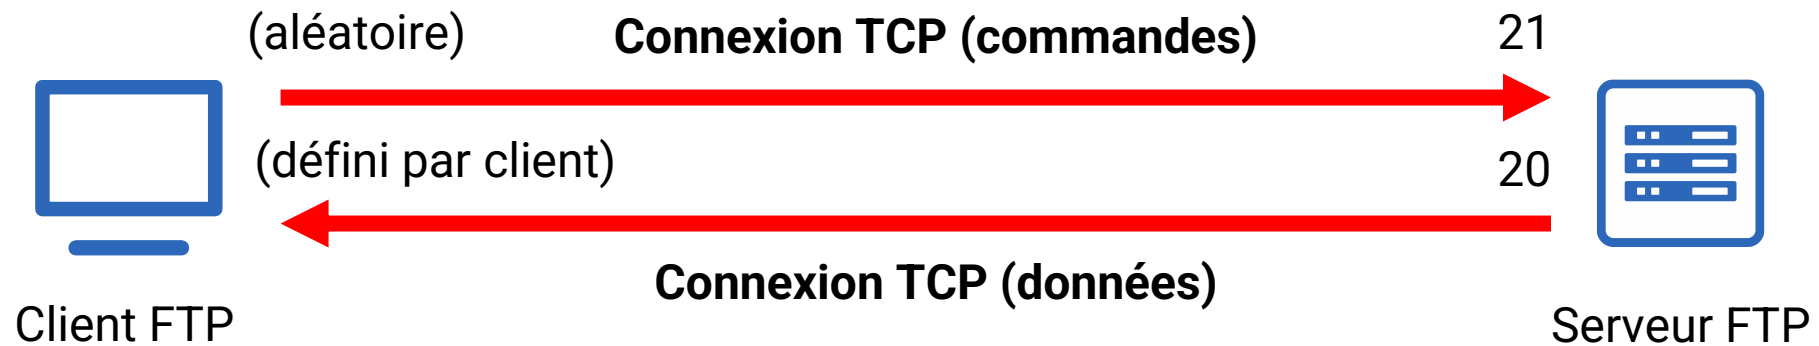 (aléatoire)
Connexion TCP (commandes)
21
(défini par client)
20
Connexion TCP (données)
Client FTP
Serveur FTP